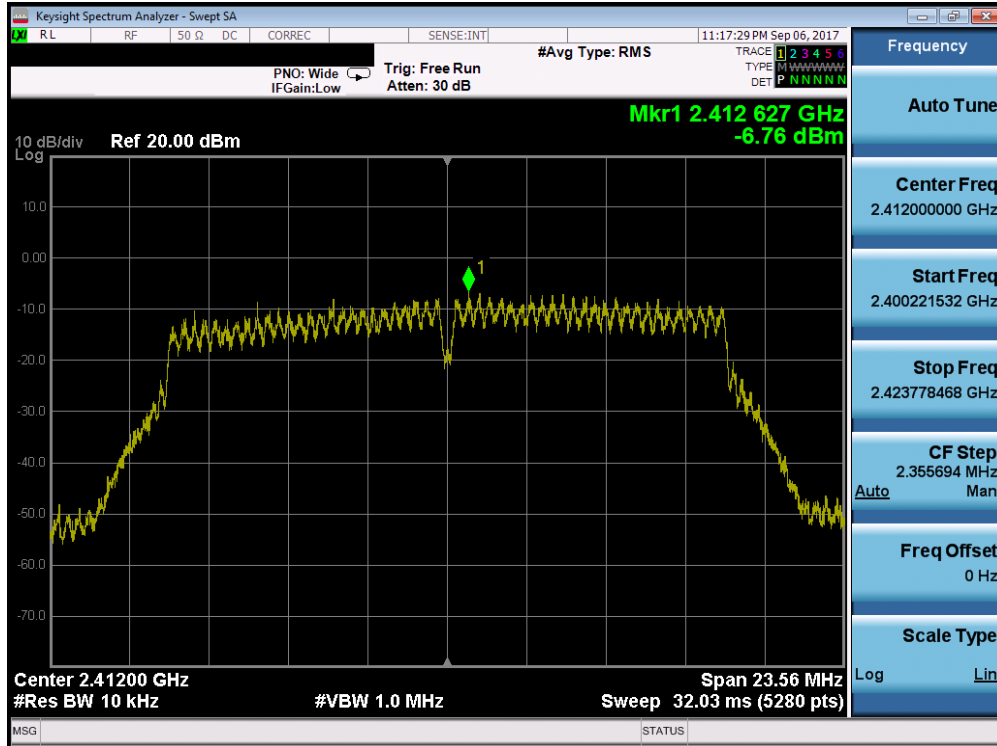 Keysight Spectrum Analyzer - Swept SA
LXI RL RF 50 Ω DC CORREC SENSE:INT 11:17:29 PM Sep 06, 2017
#Avg Type: RMS
TRACE 1 2 3 4 5 6
PNO: Wide Trig: Free Run
TYPE M WWWWW
IFGain:Low Atten: 30 dB
DET P N N N N N
Mkr1 2.412 627 GHz
-6.76 dBm
10 dB/div Ref 20.00 dBm
Log
10.0
0.00
1
-10.0
-20.0
-30.0
-40.0
-50.0
-60.0
-70.0
Center 2.41200 GHz Span 23.56 MHz
#Res BW 10 kHz #VBW 1.0 MHz Sweep 32.03 ms (5280 pts)
MSG STATUS
Frequency
Auto Tune
Center Freq
2.412000000 GHz
Start Freq
2.400221532 GHz
Stop Freq
2.423778468 GHz
CF Step
2.355694 MHz
Auto Man
Freq Offset
0 Hz
Scale Type
Log Lin